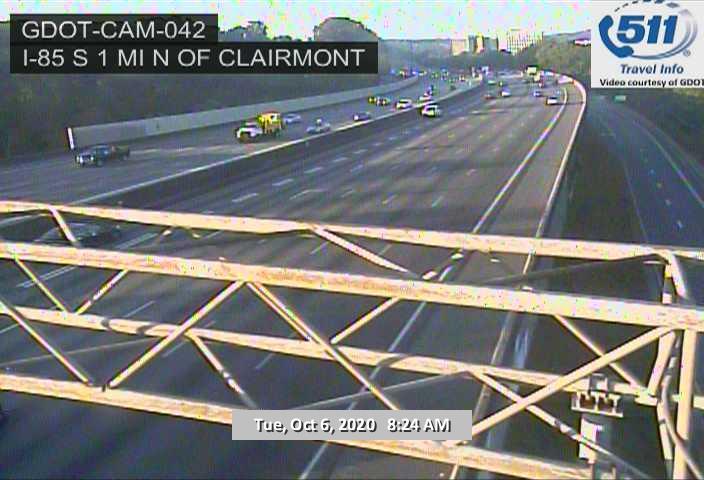 GDOT-CAM-042
I-85 S 1 MI N OF CLAIRMONT
511
Travel Info
Video courtesy of GDOT
Tue, Oct 6, 2020 8:24 AM